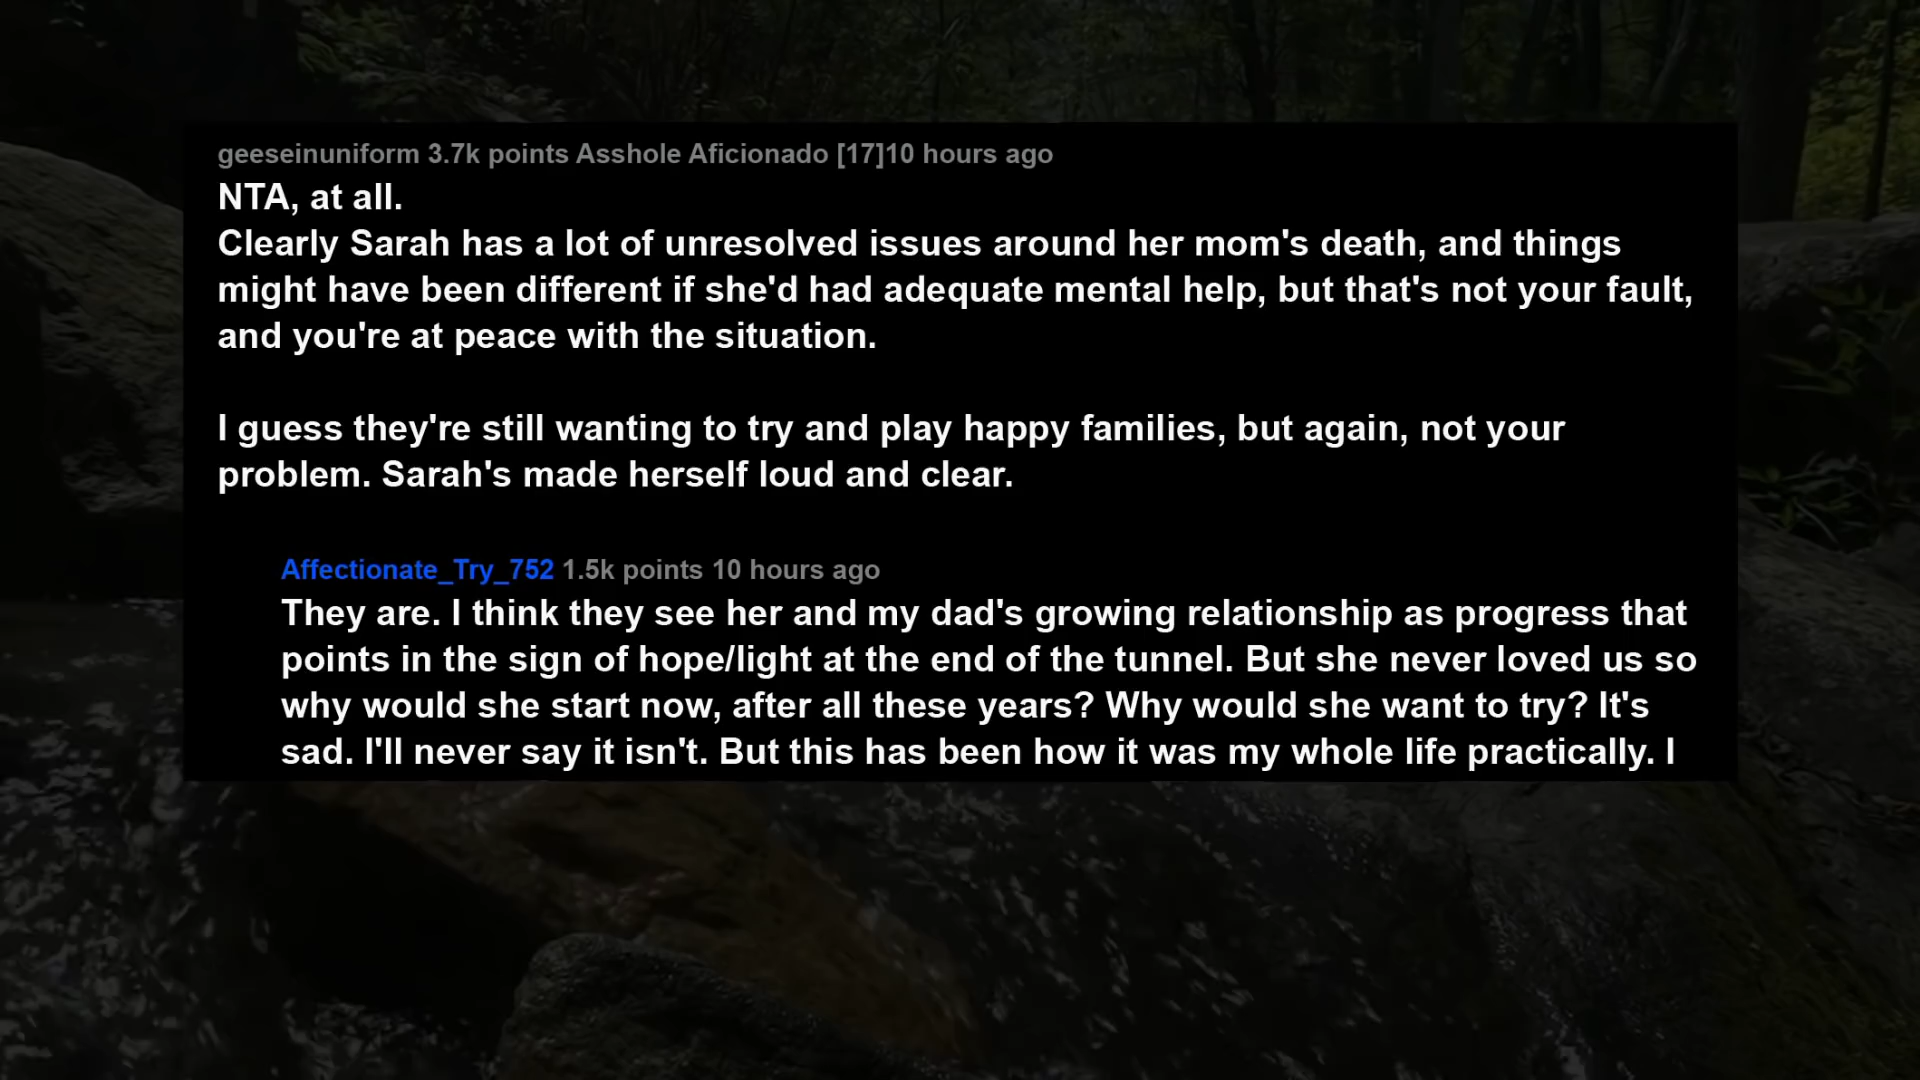 geeseinuniform 3.7k points Asshole Aficionado [17]10 hours ago
NTA, at all.
Clearly Sarah has a lot of unresolved issues around her mom's death, and things
might have been different if she'd had adequate mental help, but that's not your fault,
and you're at peace with the situation.
I guess they're still wanting to try and play happy families, but again, not your
problem. Sarah's made herself loud and clear.
Affectionate_Try_752 1.5k points 10 hours ago
They are. I think they see her and my dad's growing relationship as progress that
points in the sign of hope/light at the end of the tunnel. But she never loved us so
why would she start now, after all these years? Why would she want to try? It's
sad. I'll never say it isn't. But this has been how it was my whole life practically. I